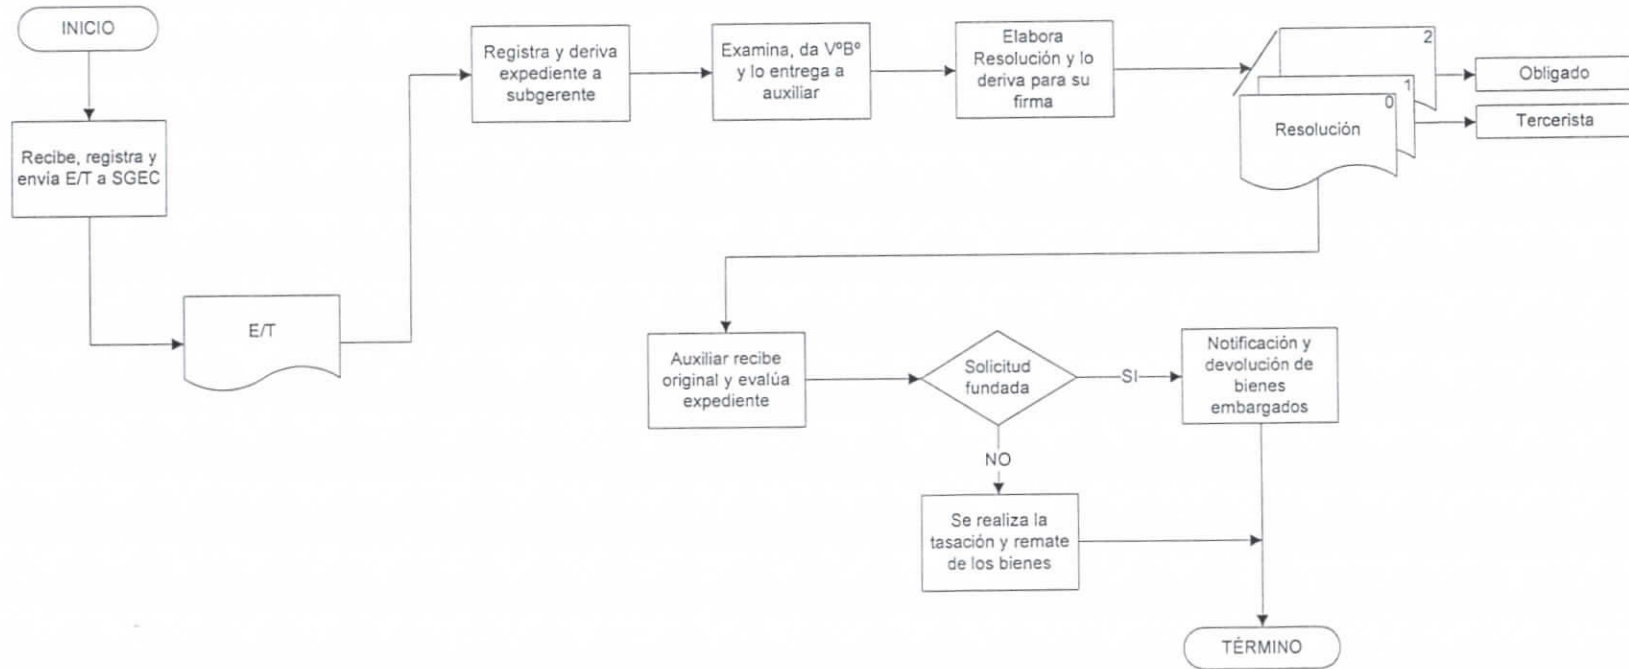 INICIO
Recibe, registra y
envía E/T a SGEC
E/T
Registra y deriva
expediente a
subgerente
Examina, da VºBº
y lo entrega a
auxiliar
Elabora
Resolución y lo
deriva para su
firma
2
1
0
Resolución
Obligado
Tercerista
Auxiliar recibe
original y evalúa
expediente
Solicitud
fundada
SI
Notificación y
devolución de
bienes
embargados
NO
Se realiza la
tasación y remate
de los bienes
TÉRMINO